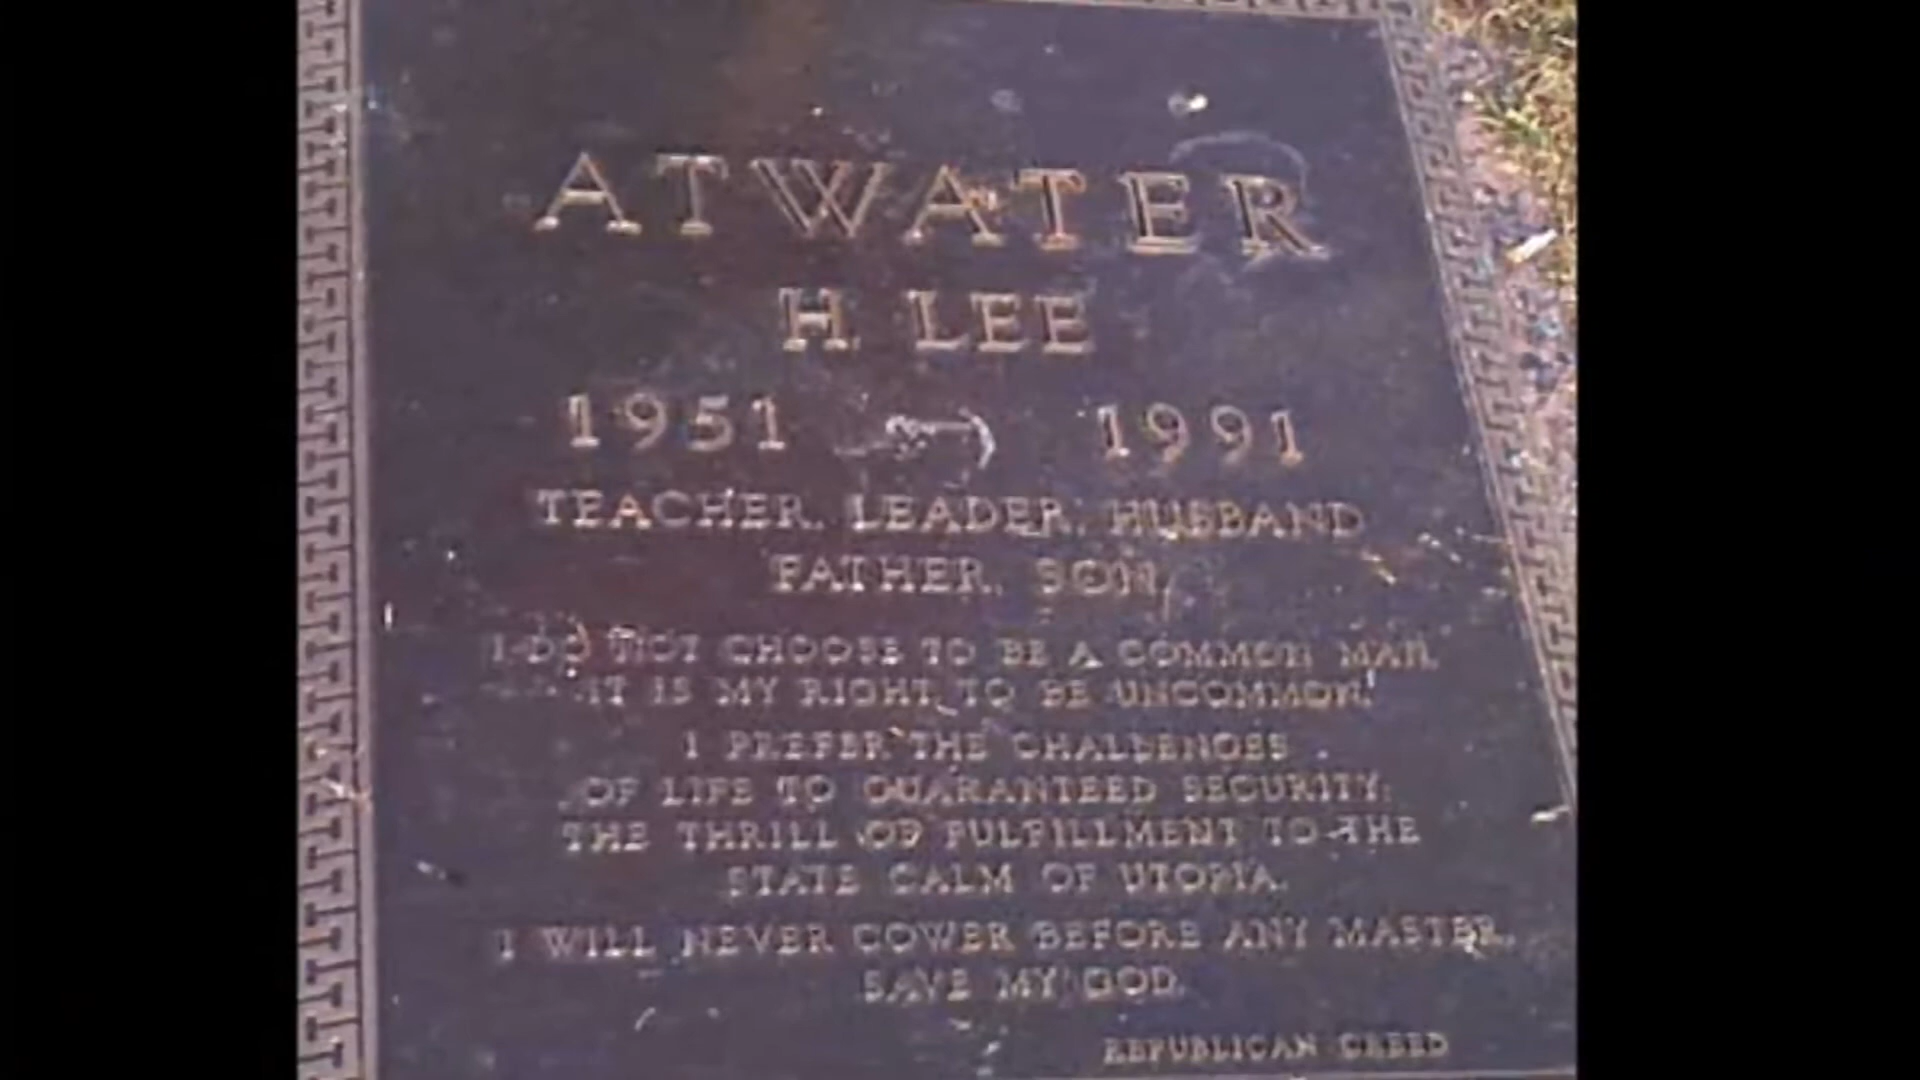 ATWATER
H. LEE
1951 1991
TEACHER, LEADER, HUSBAND
FATHER, SON
I DO NOT CHOOSE TO BE A COMMON MAN.
IT IS MY RIGHT TO BE UNCOMMON.
I PREFER THE CHALLENGES
OF LIFE TO GUARANTEED SECURITY;
THE THRILL OF FULFILLMENT TO THE
STATE CALM OF UTOPIA.
I WILL NEVER COWER BEFORE ANY MASTER,
SAVE MY GOD.
REPUBLICAN CREED